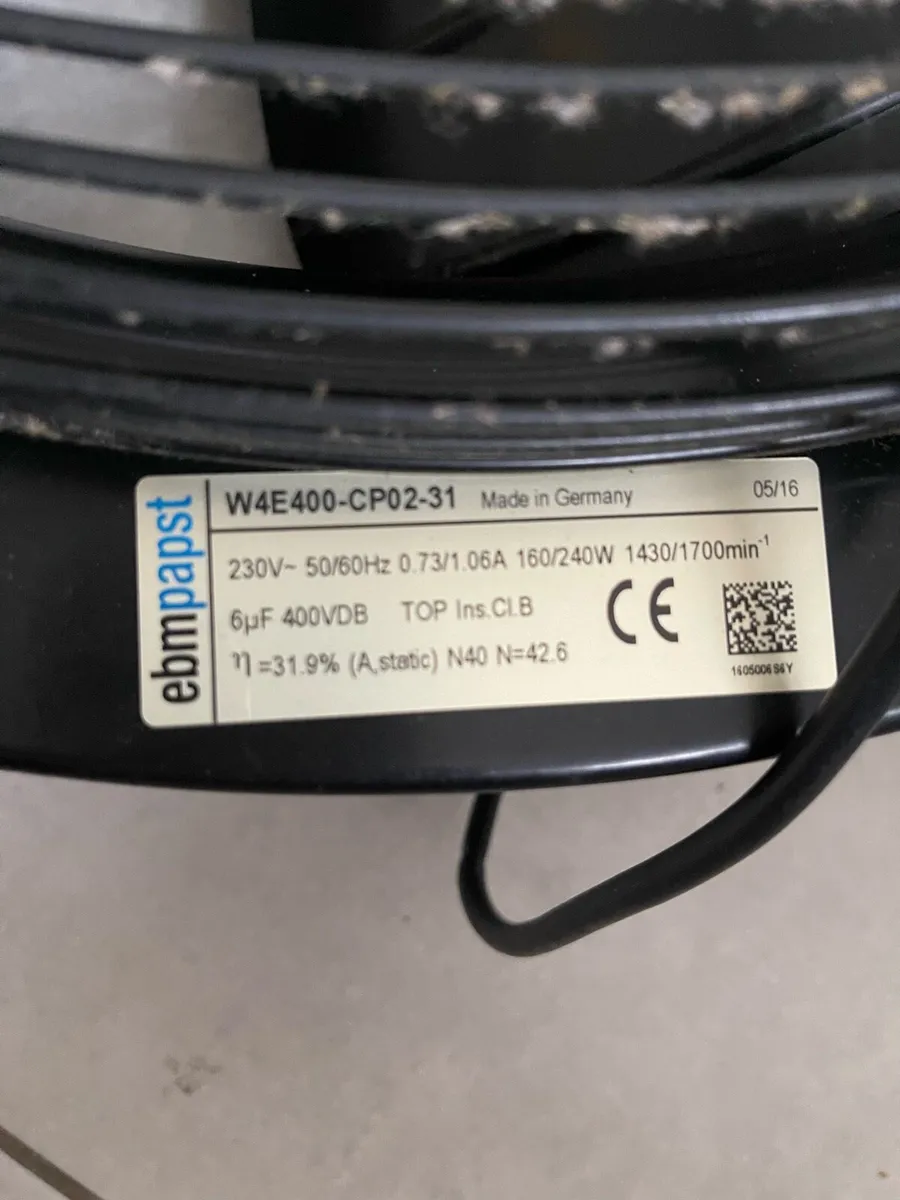 ebmpapst
W4E400-CP02-31 Made in Germany 05/16
230V~ 50/60Hz 0.73/1.06A 160/240W 1430/1700min⁻¹
6µF 400VDB TOP Ins.Cl.B CE
η=31.9% (A,static) N40 N=42.6
1605006S6Y